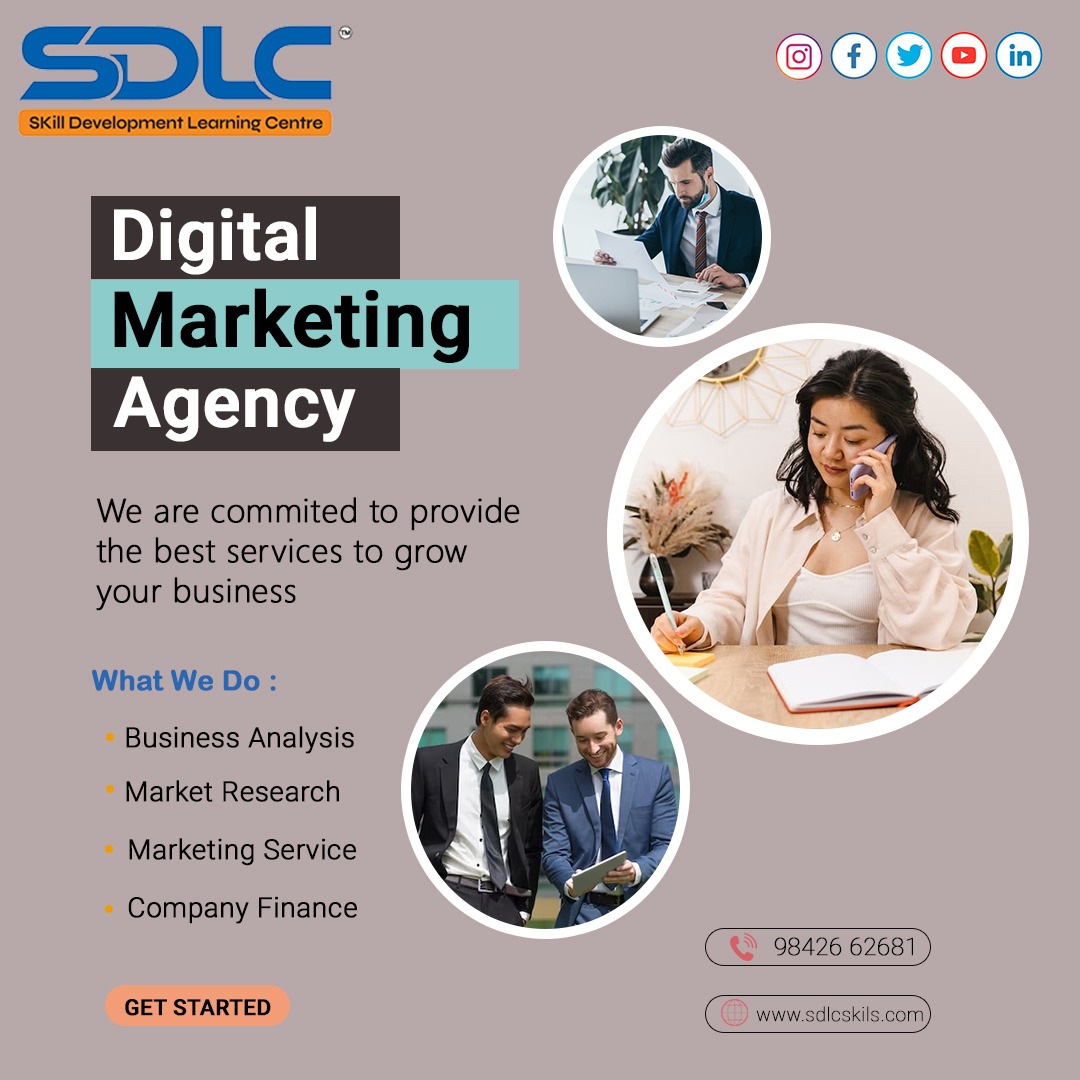 SDLC
TM
SKill Development Learning Centre
Digital
Marketing
Agency
We are commited to provide
the best services to grow
your business
What We Do :
• Business Analysis
• Market Research
• Marketing Service
• Company Finance
GET STARTED
98426 62681
www.sdlcskils.com